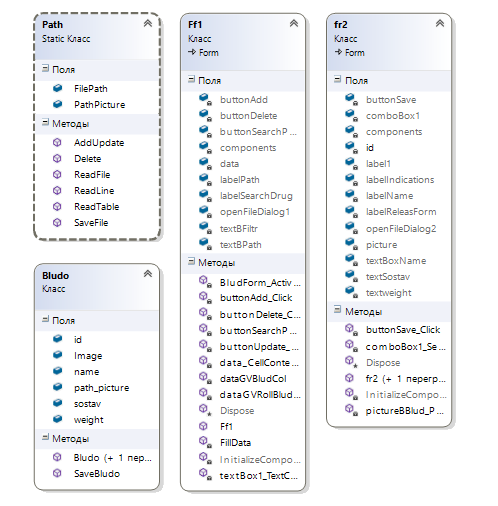 Path
Static Класс
Поля
FilePath
PathPicture
Методы
AddUpdate
Delete
ReadFile
ReadLine
ReadTable
SaveFile
Bludo
Класс
Поля
id
Image
name
path_picture
sostav
weight
Методы
Bludo (+ 1 пер...
SaveBludo
Ff1
Класс
Form
Поля
buttonAdd
buttonDelete
buttonSearchP...
components
data
labelPath
labelSearchDrug
openFileDialog1
textBFiltr
textBPath
Методы
BludForm_Activ...
buttonAdd_Click
buttonDelete_C...
buttonSearchP...
buttonUpdate_...
data_CellConte...
dataGVBludCol
dataGVRollBlud...
Dispose
Ff1
FillData
InitializeCompo...
textBox1_TextC...
fr2
Класс
Form
Поля
buttonSave
comboBox1
components
id
label1
labelIndications
labelName
labelReleasForm
openFileDialog2
picture
textBoxName
textSostav
textweight
Методы
buttonSave_Click
comboBox1_Se...
Dispose
fr2 (+ 1 перегр...
InitializeCompo...
pictureBBlud_P...